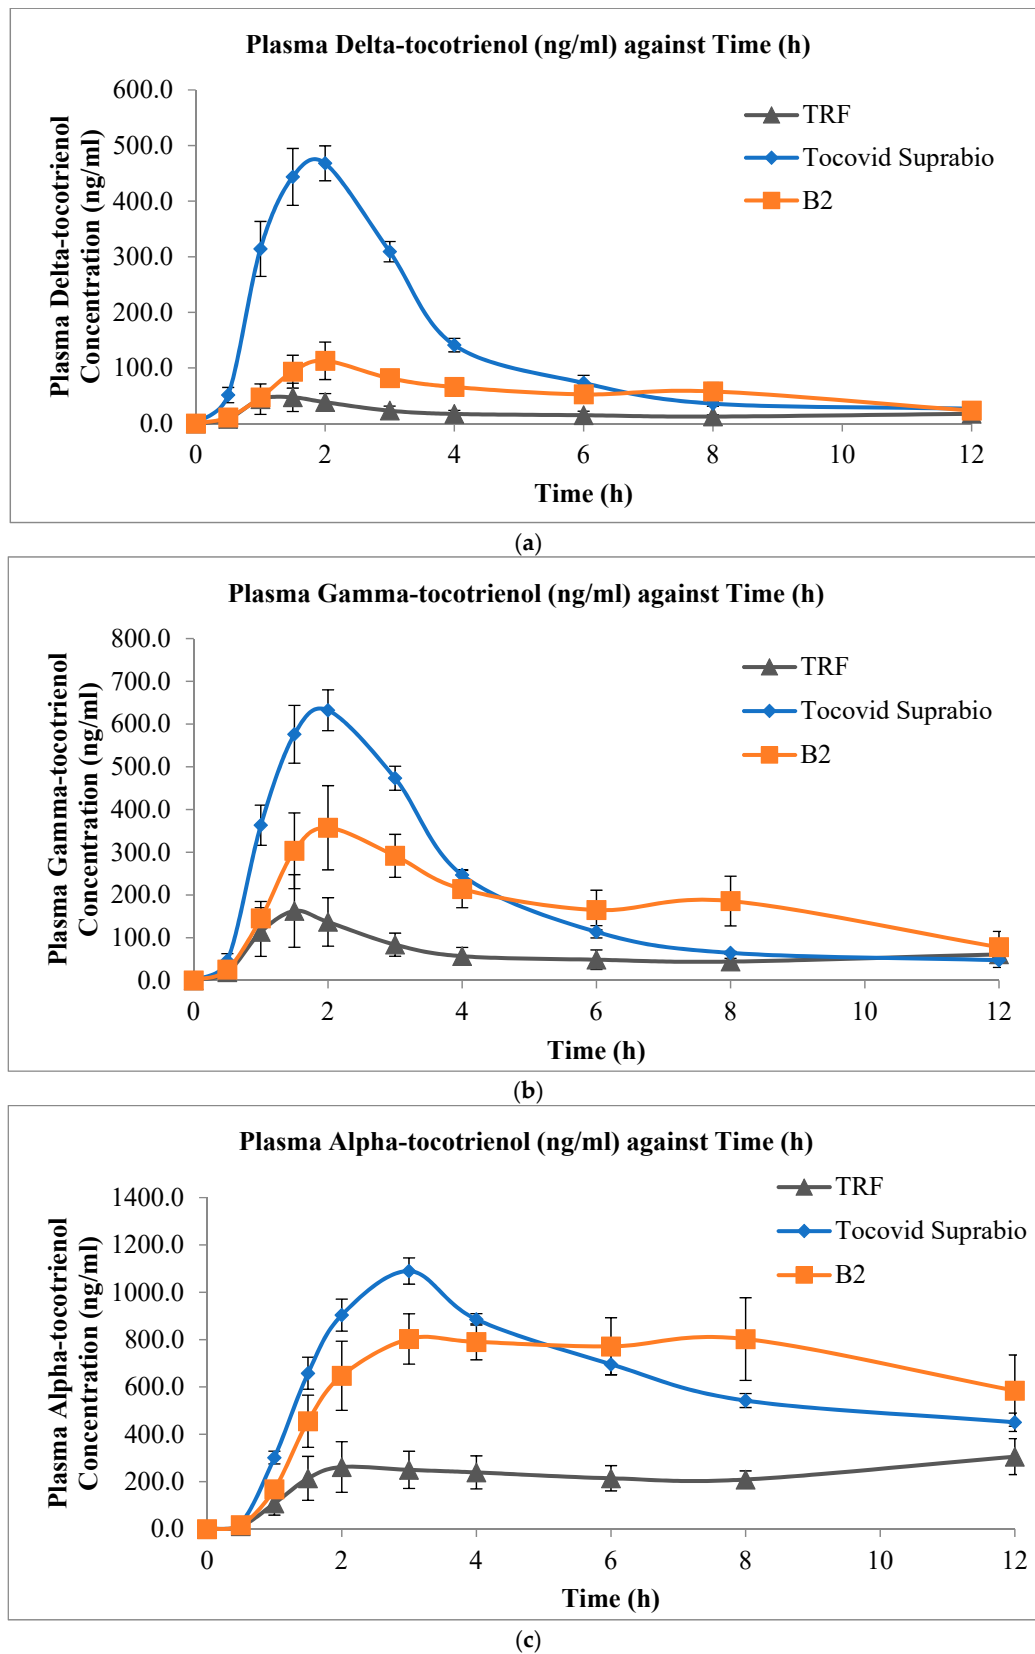 Plasma Delta-tocotrienol (ng/ml) against Time (h)
Plasma Delta-tocotrienol
Concentration (ng/ml)
600.0
500.0
400.0
300.0
200.0
100.0
0.0
TRF
Tocovid Suprabio
B2
0 2 4 6 8 10 12
Time (h)
(a)
Plasma Gamma-tocotrienol (ng/ml) against Time (h)
Plasma Gamma-tocotrienol
Concentration (ng/ml)
800.0
700.0
600.0
500.0
400.0
300.0
200.0
100.0
0.0
TRF
Tocovid Suprabio
B2
0 2 4 6 8 10 12
Time (h)
(b)
Plasma Alpha-tocotrienol (ng/ml) against Time (h)
Plasma Alpha-tocotrienol
Concentration (ng/ml)
1400.0
1200.0
1000.0
800.0
600.0
400.0
200.0
0.0
TRF
Tocovid Suprabio
B2
0 2 4 6 8 10 12
Time (h)
(c)